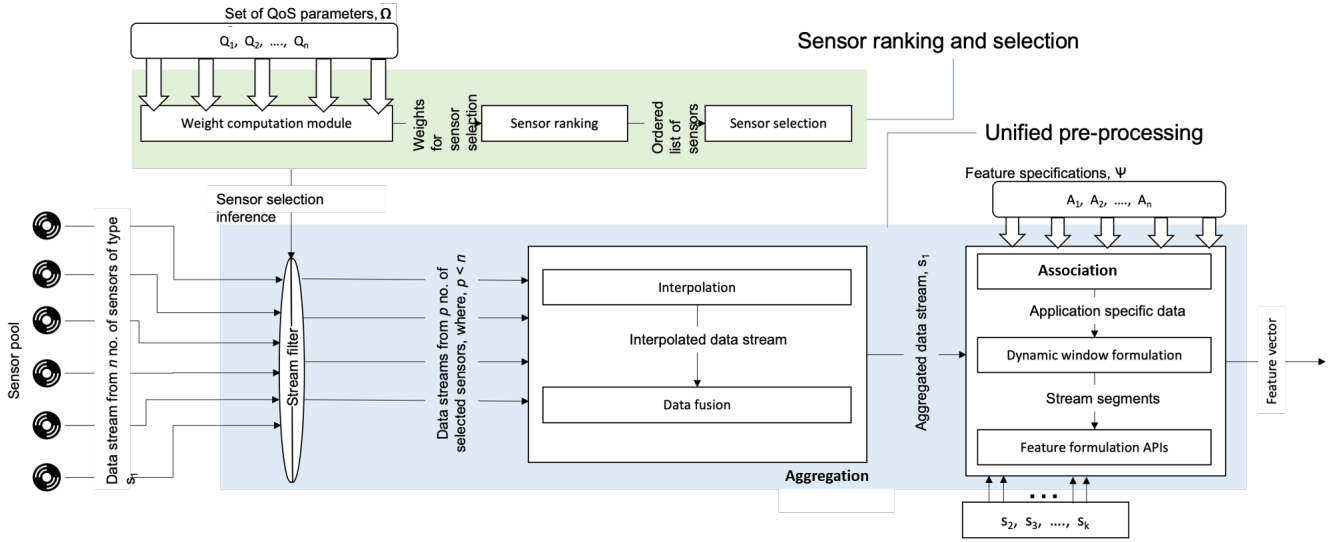 Set of QoS parameters, Ω
Q1, Q2, …., Qn
Sensor ranking and selection
Weight computation module
Weights
for
sensor
selection
Sensor ranking
Ordered
list of
sensors
Sensor selection
Unified pre-processing
Feature specifications, Ψ
A1, A2, …., An
Sensor selection
inference
Sensor pool
Data stream from n no. of sensors of type
s1
Stream filter
Data streams from p no. of
selected sensors, where, p < n
Interpolation
Interpolated data stream
Data fusion
Aggregation
Aggregated data stream, s1
Association
Application specific data
Dynamic window formulation
Stream segments
Feature formulation APIs
Feature vector
...
s2, s3, …., sk